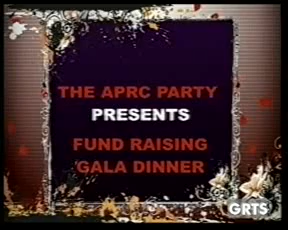 THE APRC PARTY
PRESENTS
FUND RAISING
GALA DINNER
GRTS